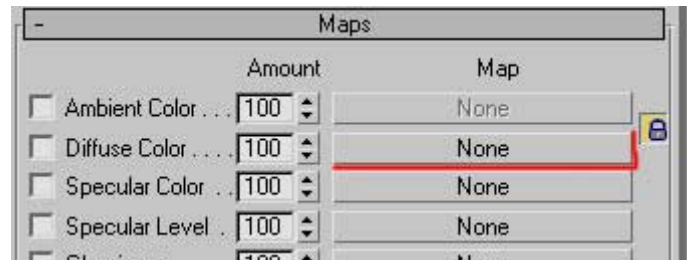 - Maps
Amount Map
Ambient Color . . . 100 None
Diffuse Color . . . . 100 None
Specular Color . . 100 None
Specular Level . 100 None